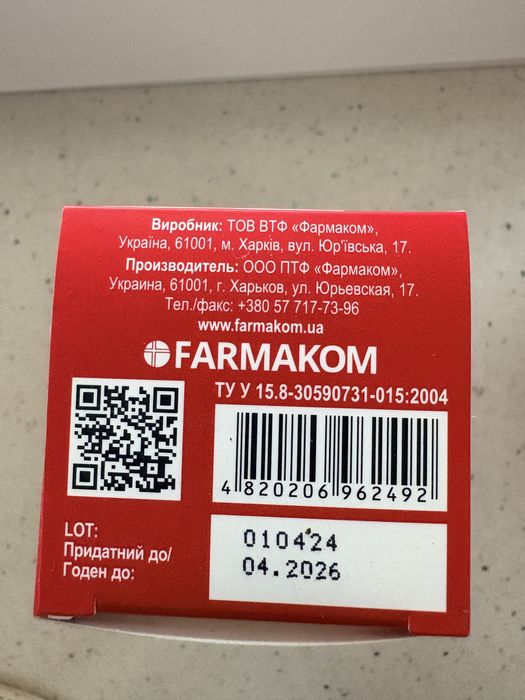 Виробник: ТОВ ВТФ «Фармаком»,
Україна, 61001, м. Харків, вул. Юр'ївська, 17.
Производитель: ООО ПТФ «Фармаком»,
Украина, 61001, г. Харьков, ул. Юрьевская, 17.
Тел./факс: +380 57 717-73-96
www.farmakom.ua
FARMAKOM
ТУ У 15.8-30590731-015:2004
4 820206 962492
LOT:
Придатний до/
Годен до:
010424
04.2026